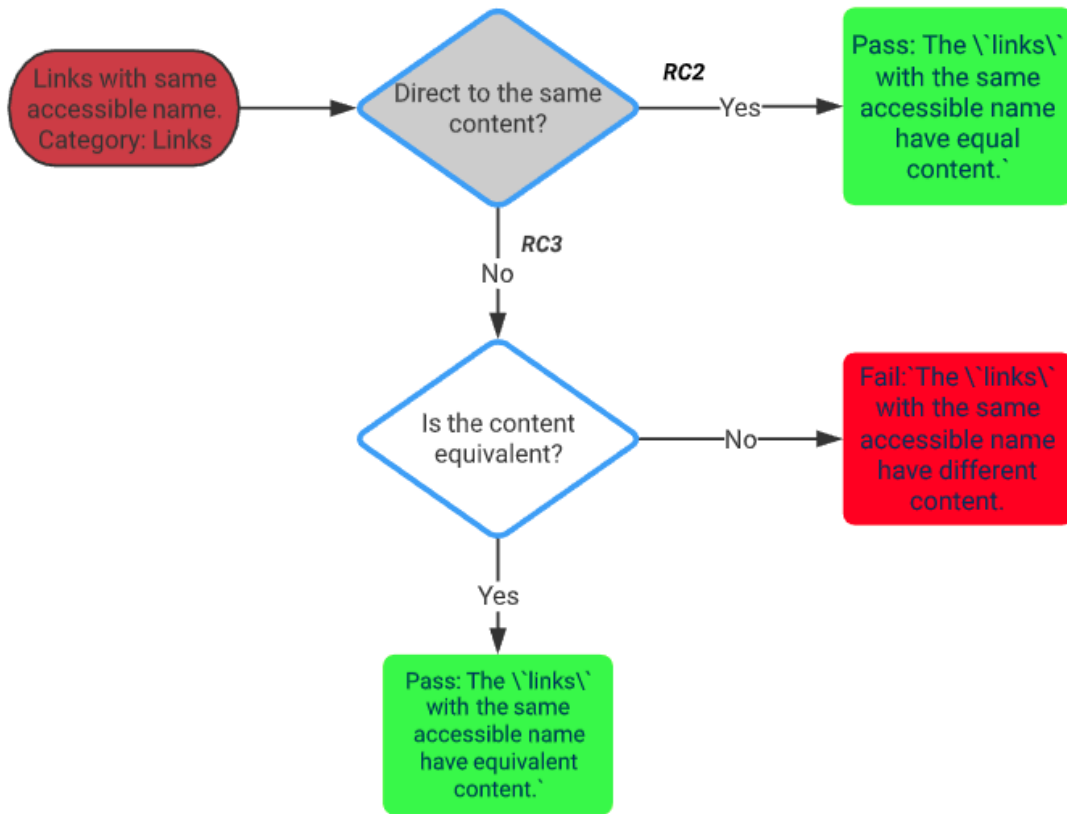 Links with same
accessible name.
Category: Links
Direct to the same
content?
RC2
Yes
Pass: The \`links\`
with the same
accessible name
have equal
content.`
RC3
No
Is the content
equivalent?
No
Fail:`The \`links\`
with the same
accessible name
have different
content.
Yes
Pass: The \`links\`
with the same
accessible name
have equivalent
content.`